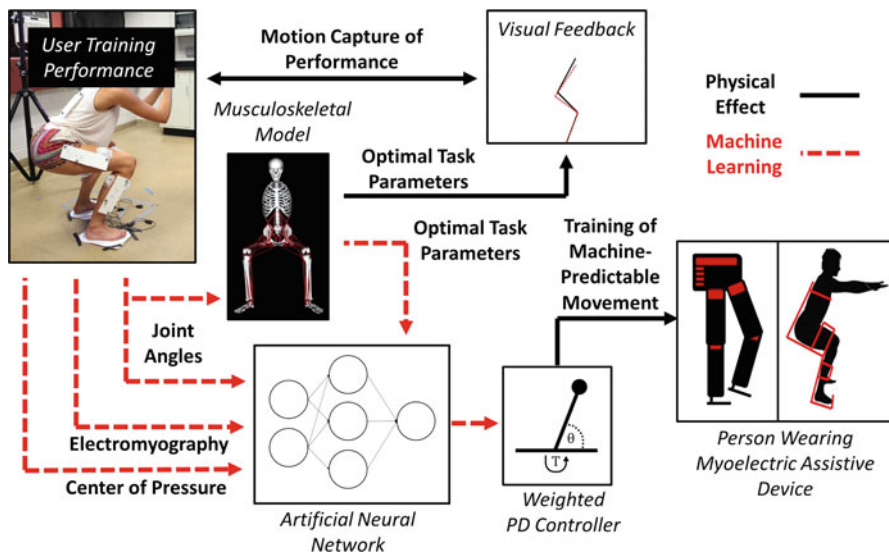 User Training
Performance
Motion Capture of
Performance
Visual Feedback
Physical
Effect
Machine
Learning
Musculoskeletal
Model
Optimal Task
Parameters
Optimal Task
Parameters
Training of
Machine-
Predictable
Movement
Joint
Angles
Electromyography
Center of Pressure
Artificial Neural
Network
θ
T
Weighted
PD Controller
Person Wearing
Myoelectric Assistive
Device